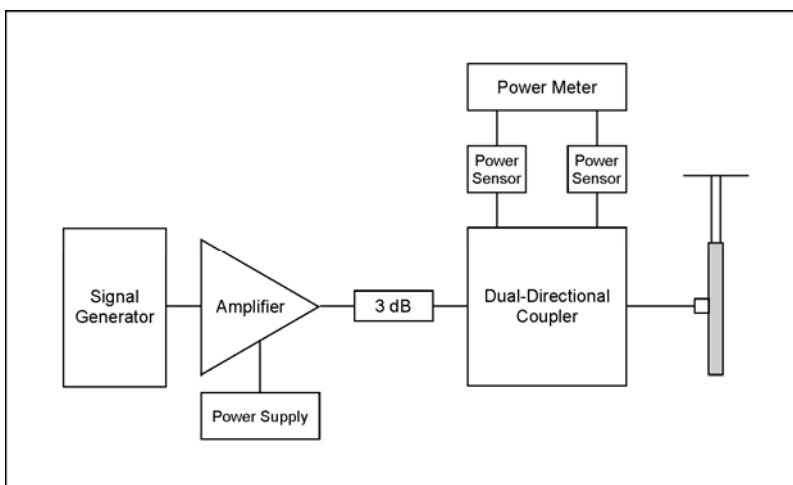 Power Meter
Power
Sensor
Power
Sensor
Signal
Generator
Amplifier
3 dB
Dual-Directional
Coupler
Power Supply